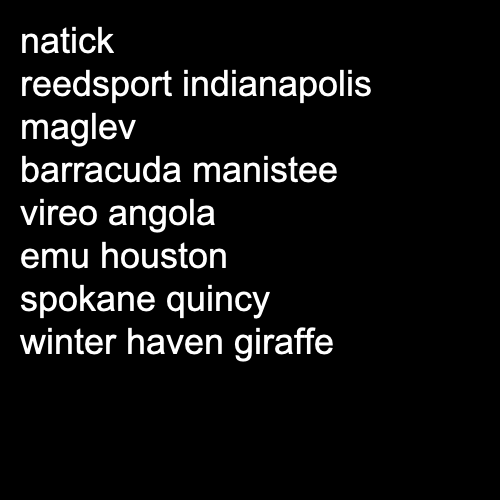 natick
reedsport indianapolis
maglev
barracuda manistee
vireo angola
emu houston
spokane quincy
winter haven giraffe